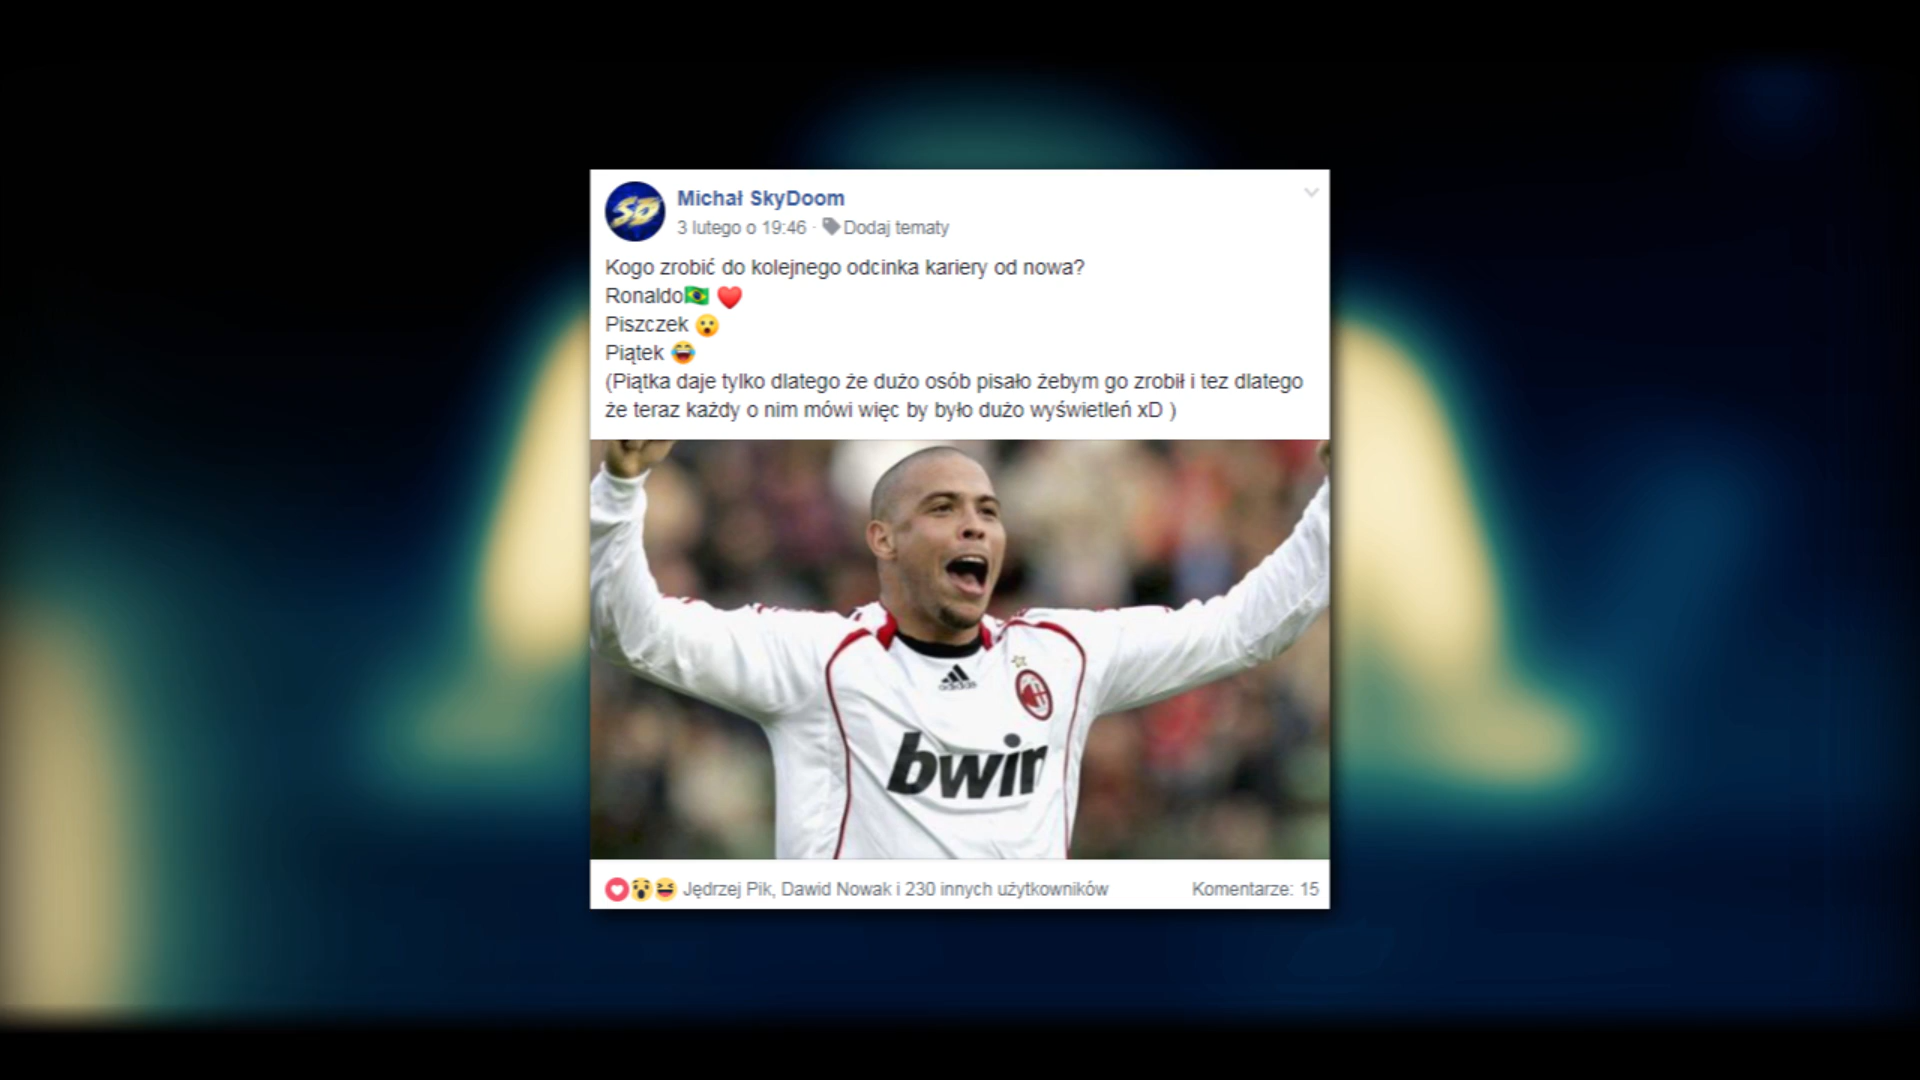 SD
Michał SkyDoom
3 lutego o 19:46 · Dodaj tematy
Kogo zrobić do kolejnego odcinka kariery od nowa?
Ronaldo🇧🇷 ❤️
Piszczek 😮
Piątek 😂
(Piątka daje tylko dlatego że dużo osób pisało żebym go zrobił i tez dlatego
że teraz każdy o nim mówi więc by było dużo wyświetleń xD )
adidas
bwin
Jędrzej Pik, Dawid Nowak i 230 innych użytkowników
Komentarze: 15